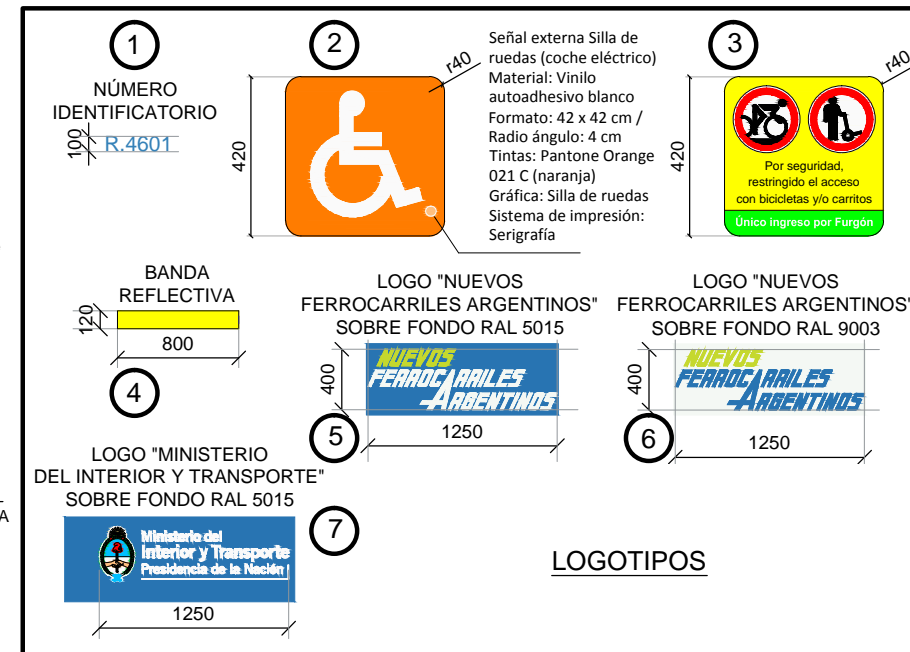 1
NÚMERO
IDENTIFICATORIO
100
R.4601
2
420
r40
Señal externa Silla de
ruedas (coche eléctrico)
Material: Vinilo
autoadhesivo blanco
Formato: 42 x 42 cm /
Radio ángulo: 4 cm
Tintas: Pantone Orange
021 C (naranja)
Gráfica: Silla de ruedas
Sistema de impresión:
Serigrafía
3
420
r40
Por seguridad,
restringido el acceso
con bicicletas y/o carritos
Único ingreso por Furgón
BANDA
REFLECTIVA
120
800
4
LOGO "NUEVOS
FERROCARRILES ARGENTINOS"
SOBRE FONDO RAL 5015
400
NUEVOS
FERROCARRILES
ARGENTINOS
1250
5
LOGO "NUEVOS
FERROCARRILES ARGENTINOS"
SOBRE FONDO RAL 9003
400
NUEVOS
FERROCARRILES
ARGENTINOS
1250
6
LOGO "MINISTERIO
DEL INTERIOR Y TRANSPORTE"
SOBRE FONDO RAL 5015
Ministerio del
Interior y Transporte
Presidencia de la Nación
1250
7
LOGOTIPOS
A